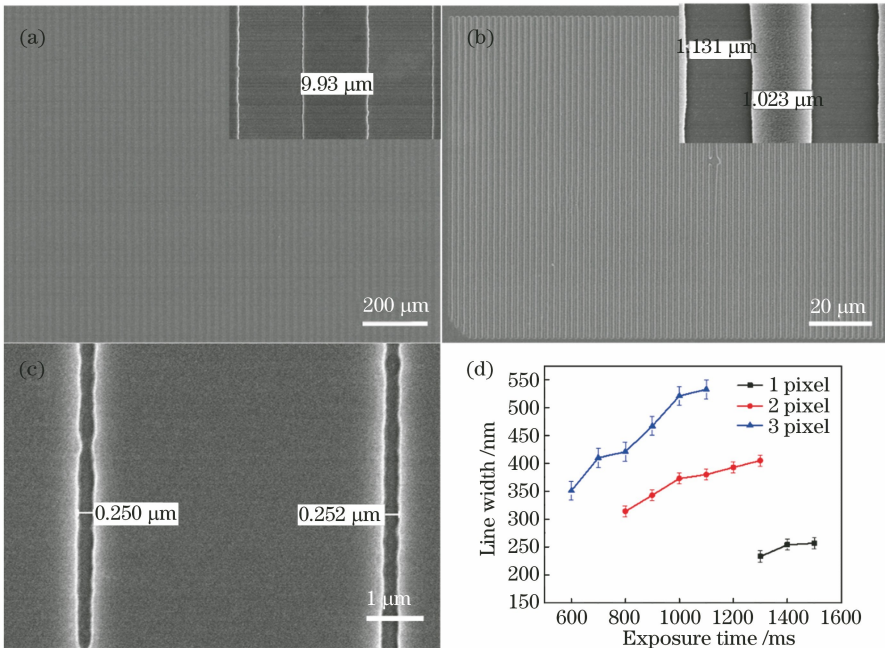 (a)
9.93 μm
200 μm
(b)
1.131 μm
1.023 μm
20 μm
(c)
0.250 μm
0.252 μm
1 μm
(d)
550
500
450
400
350
300
250
200
150
Line width /nm
1 pixel
2 pixel
3 pixel
600 800 1000 1200 1400 1600
Exposure time /ms